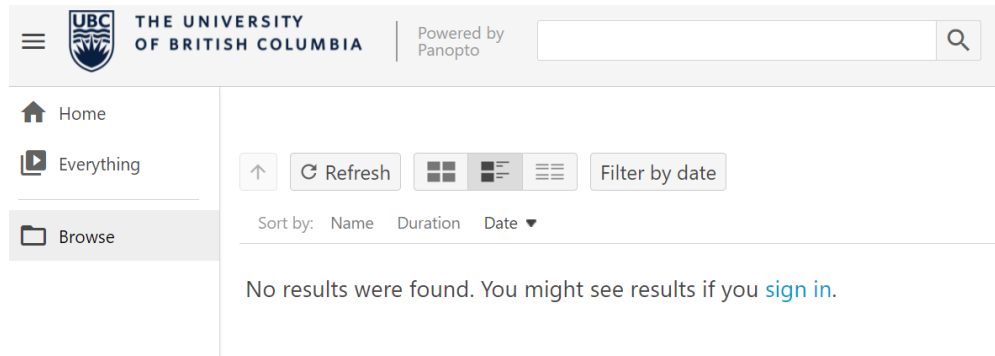 UBC
THE UNIVERSITY
OF BRITISH COLUMBIA
Powered by
Panopto
Home
Everything
Browse
Refresh
Filter by date
Sort by: Name Duration Date
No results were found. You might see results if you sign in.